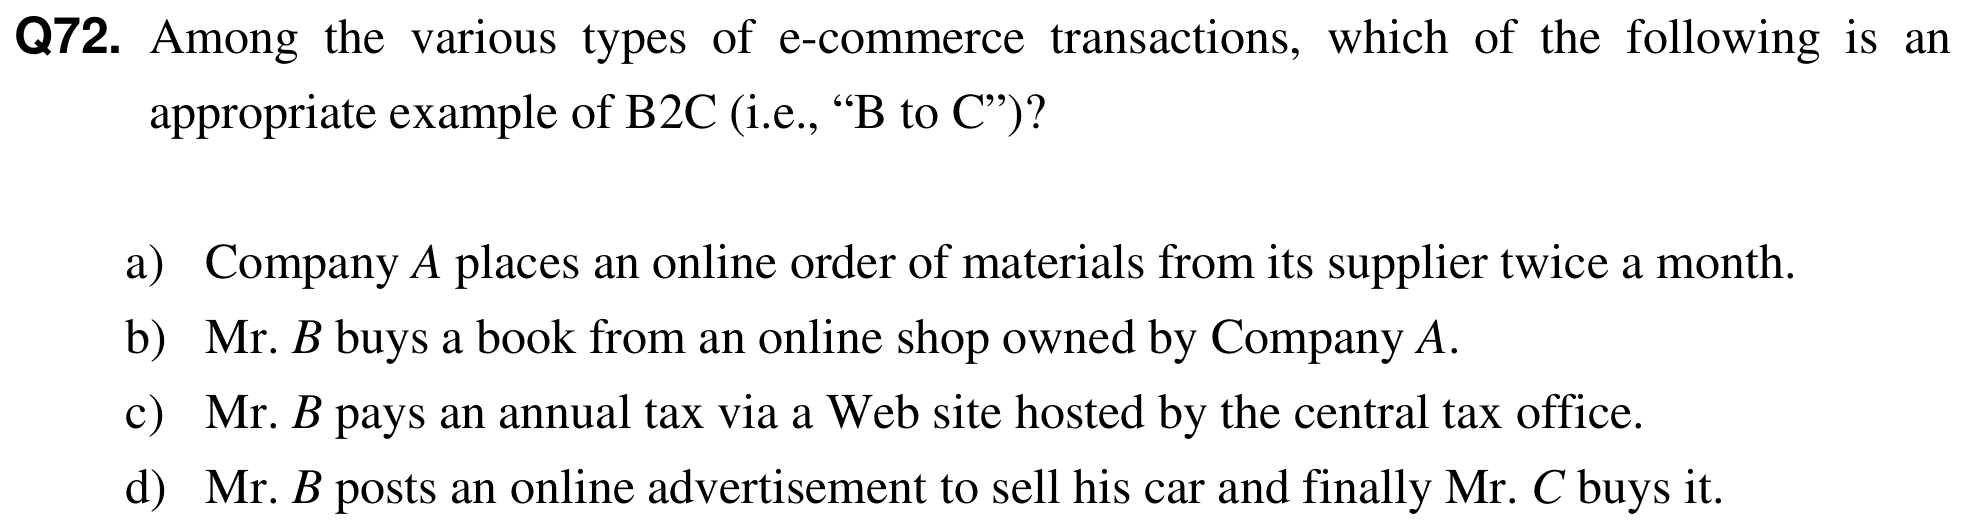 Q72. Among the various types of e-commerce transactions, which of the following is an
appropriate example of B2C (i.e., “B to C”)?
a) Company A places an online order of materials from its supplier twice a month.
b) Mr. B buys a book from an online shop owned by Company A.
c) Mr. B pays an annual tax via a Web site hosted by the central tax office.
d) Mr. B posts an online advertisement to sell his car and finally Mr. C buys it.